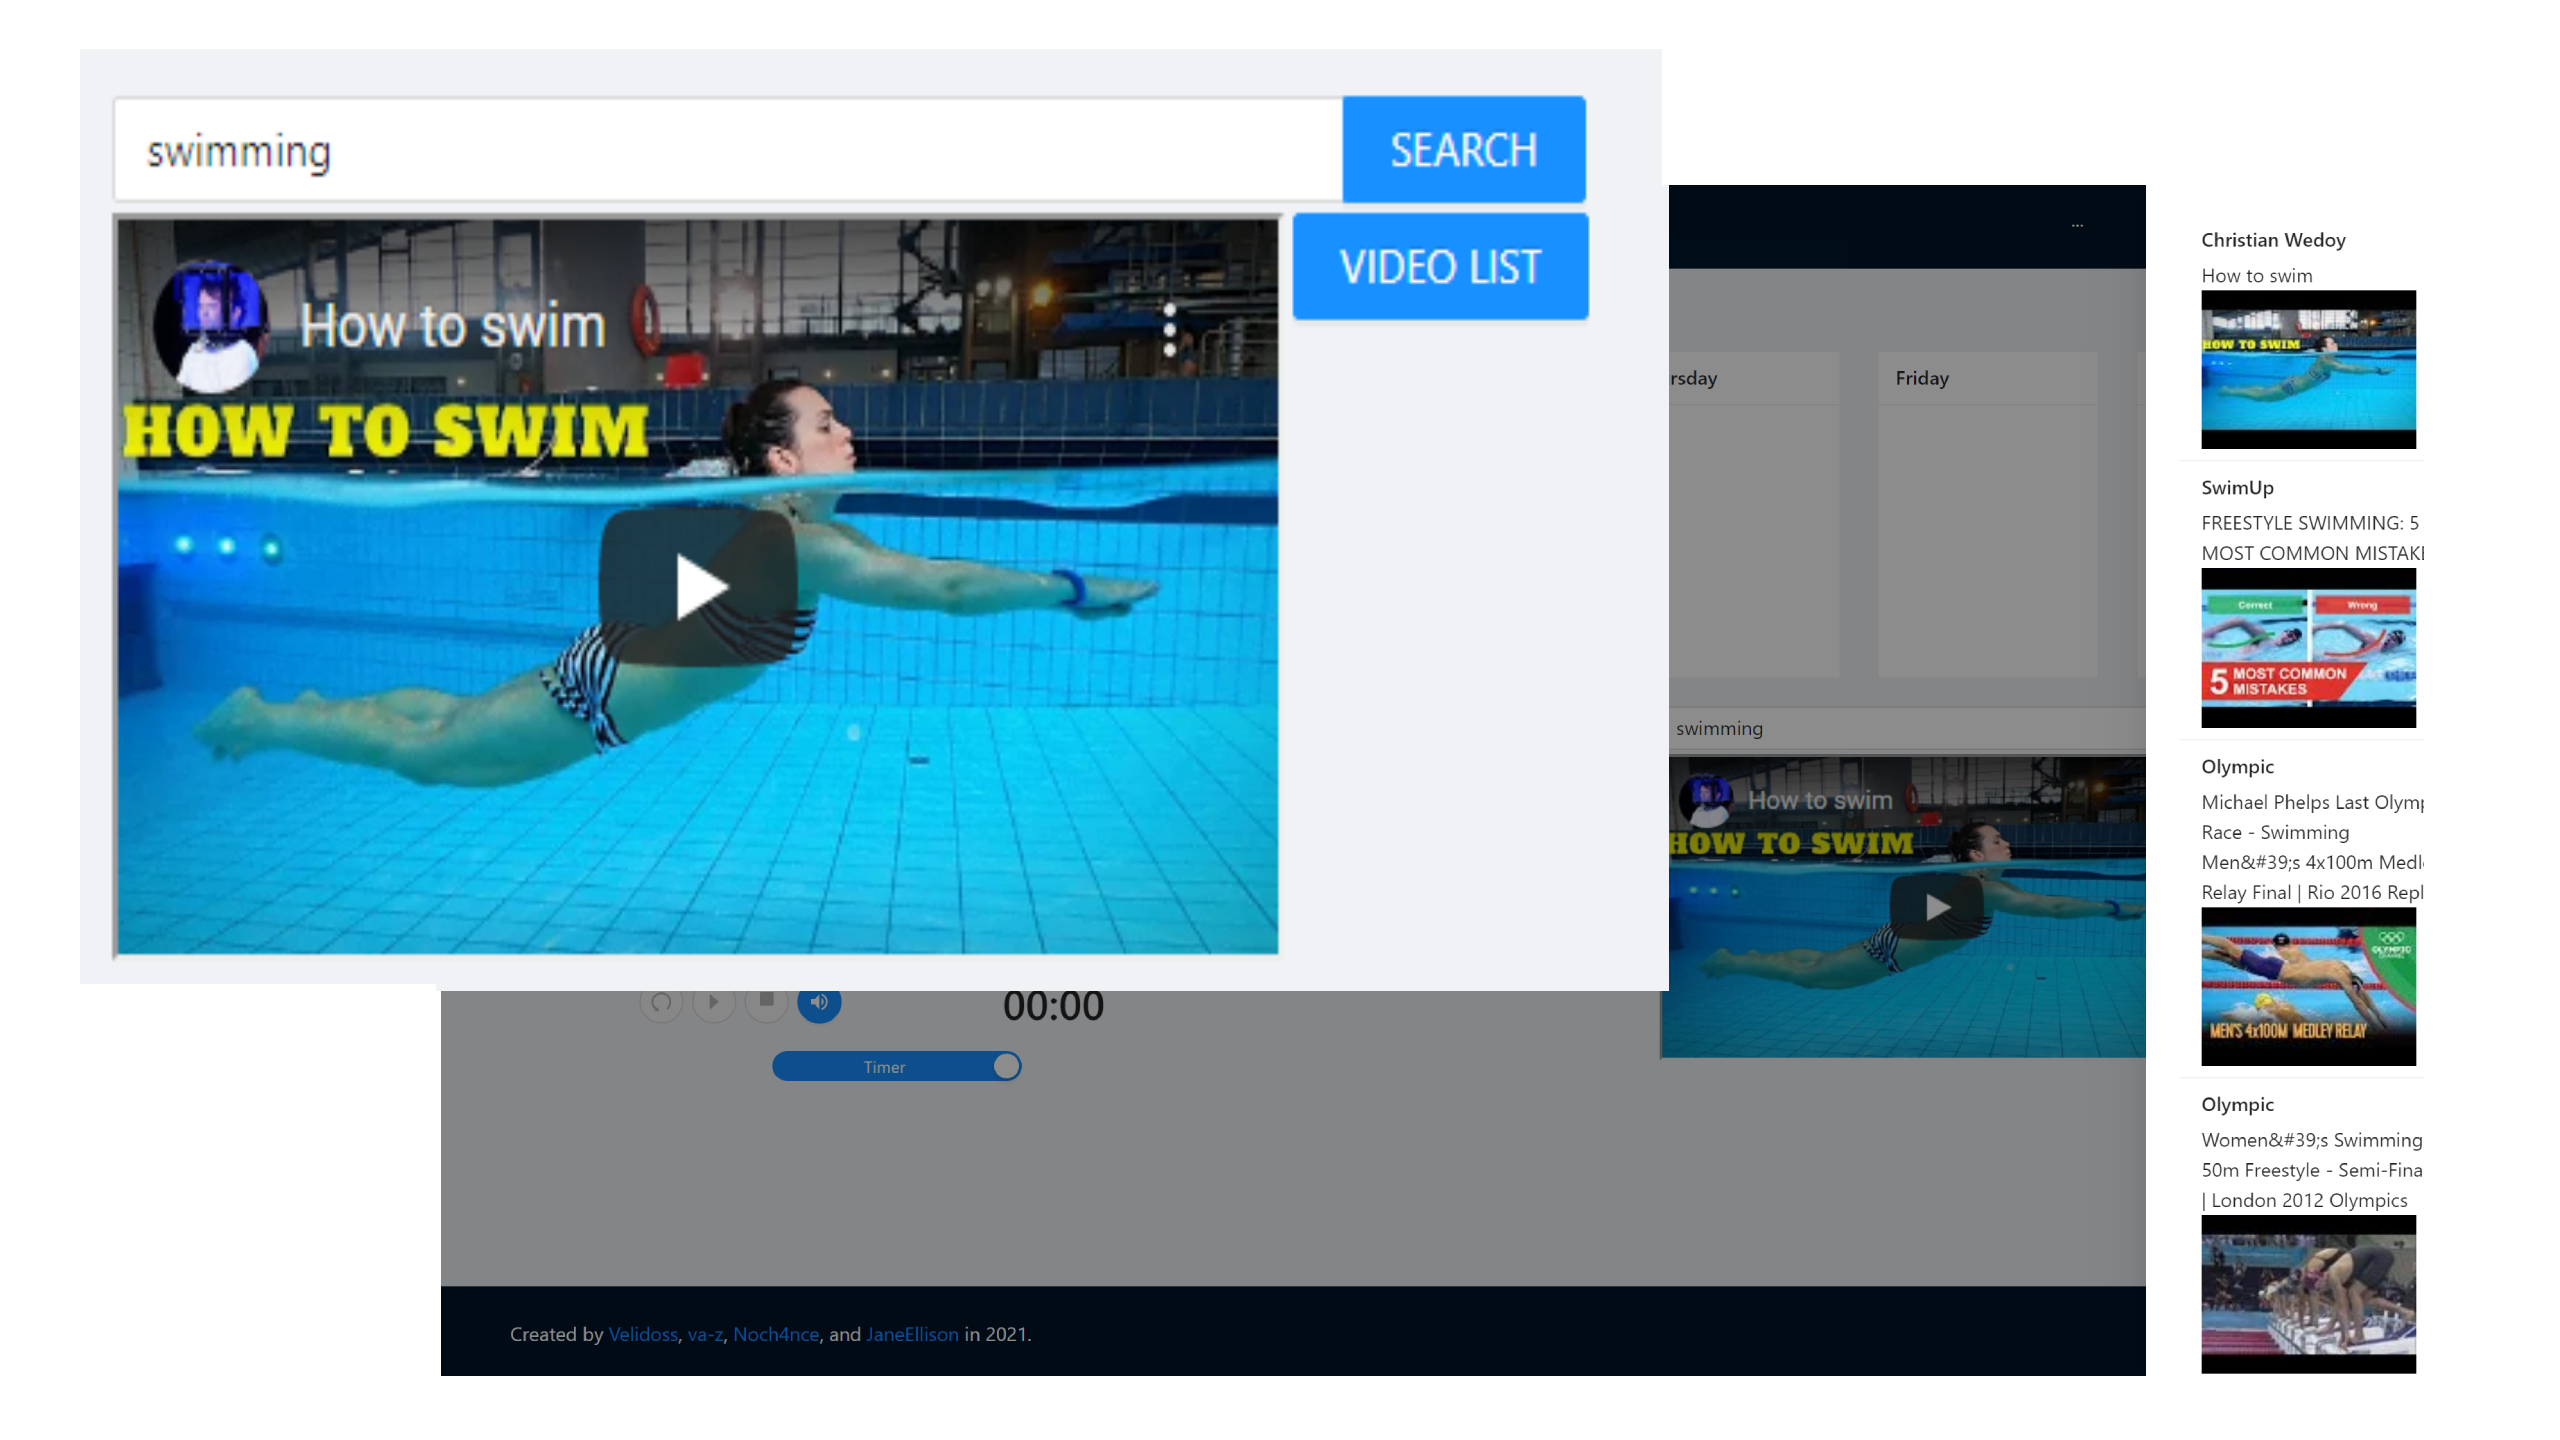 swimming
SEARCH
VIDEO LIST
How to swim
HOW TO SWIM
...
rsday
Friday
swimming
How to swim
HOW TO SWIM
00:00
Timer
Created by Velidoss, va-z, Noch4nce, and JaneEllison in 2021.
Christian Wedoy
How to swim
HOW TO SWIM
SwimUp
FREESTYLE SWIMMING: 5
MOST COMMON MISTAKE
Correct
Wrong
5 MOST COMMON
MISTAKES
Olympic
Michael Phelps Last Olymp
Race - Swimming
Men&#39;s 4x100m Medl
Relay Final | Rio 2016 Repl
OLYMPIC
CHANNEL
MEN'S 4x100M MEDLEY RELAY
Olympic
Women&#39;s Swimming
50m Freestyle - Semi-Fina
| London 2012 Olympics